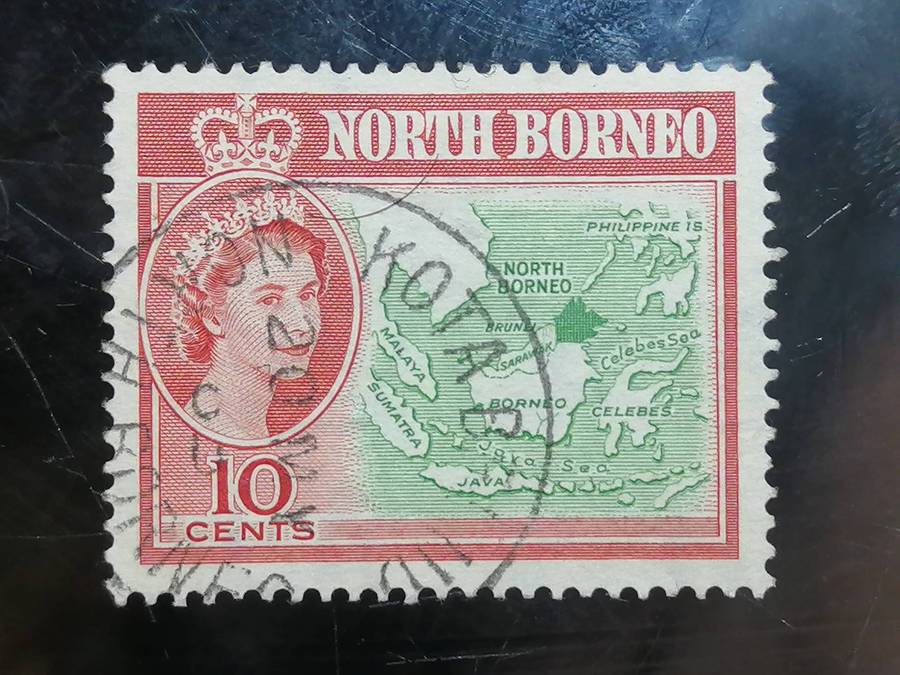 NORTH BORNEO
PHILIPPINE IS
NORTH
BORNEO
BRUNEI
SARAWAK
Celebes Sea
MALAYA
BORNEO
CELEBES
SUMATRA
Java Sea
JAVA
10
CENTS
KOTA